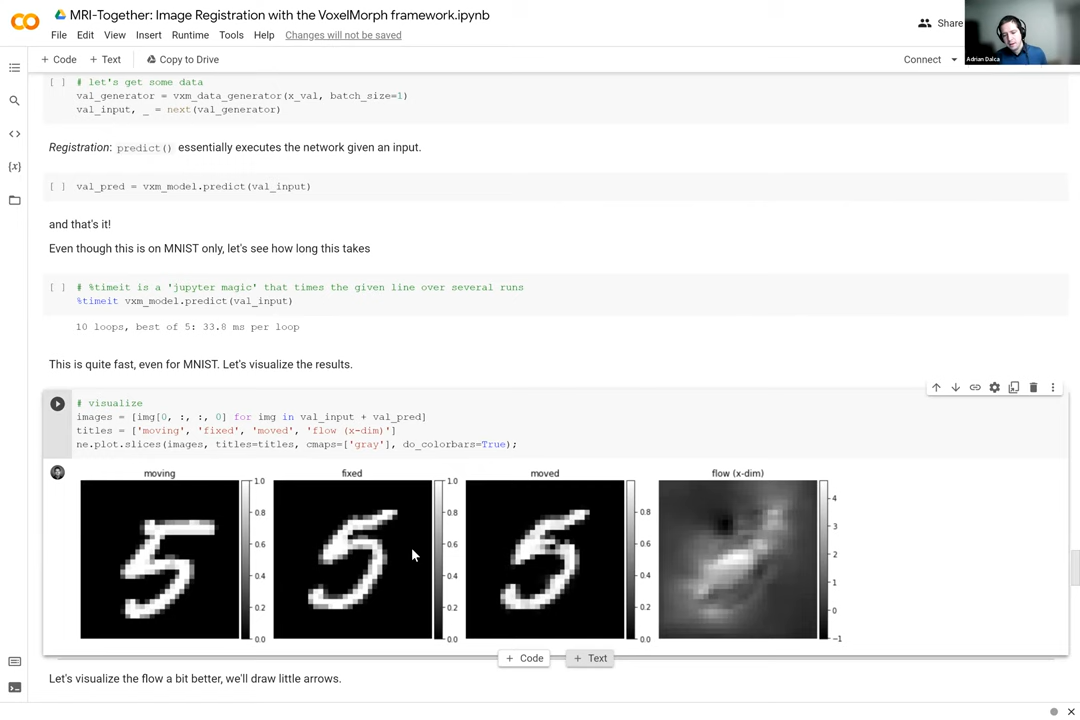 MRI-Together: Image Registration with the VoxelMorph framework.ipynb
File Edit View Insert Runtime Tools Help Changes will not be saved
Share
Adrian Dalca
+ Code + Text Copy to Drive
Connect
[ ] # let's get some data
val_generator = vxm_data_generator(x_val, batch_size=1)
val_input, _ = next(val_generator)
Registration: predict() essentially executes the network given an input.
[ ] val_pred = vxm_model.predict(val_input)
and that's it!
Even though this is on MNIST only, let's see how long this takes
[ ] # %timeit is a 'jupyter magic' that times the given line over several runs
%timeit vxm_model.predict(val_input)
10 loops, best of 5: 33.8 ms per loop
This is quite fast, even for MNIST. Let's visualize the results.
# visualize
images = [img[0, :, :, 0] for img in val_input + val_pred]
titles = ['moving', 'fixed', 'moved', 'flow (x-dim)']
ne.plot.slices(images, titles=titles, cmaps=['gray'], do_colorbars=True);
moving fixed moved flow (x-dim)
5 5 5
1.0 0.8 0.6 0.4 0.2 0.0
1.0 0.8 0.6 0.4 0.2 0.0
0.8 0.6 0.4 0.2 0.0
4 3 2 1 0 −1
+ Code + Text
Let's visualize the flow a bit better, we'll draw little arrows.